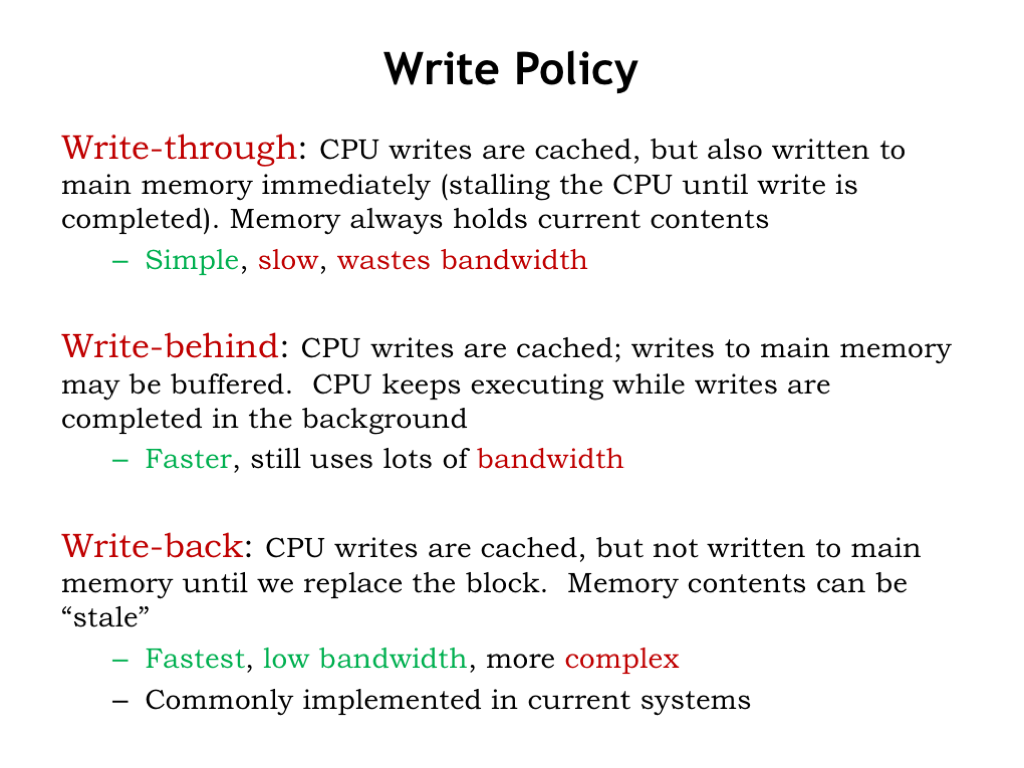 Write Policy
Write-through: CPU writes are cached, but also written to
main memory immediately (stalling the CPU until write is
completed). Memory always holds current contents
– Simple, slow, wastes bandwidth
Write-behind: CPU writes are cached; writes to main memory
may be buffered.  CPU keeps executing while writes are
completed in the background
– Faster, still uses lots of bandwidth
Write-back: CPU writes are cached, but not written to main
memory until we replace the block.  Memory contents can be
“stale”
– Fastest, low bandwidth, more complex
– Commonly implemented in current systems